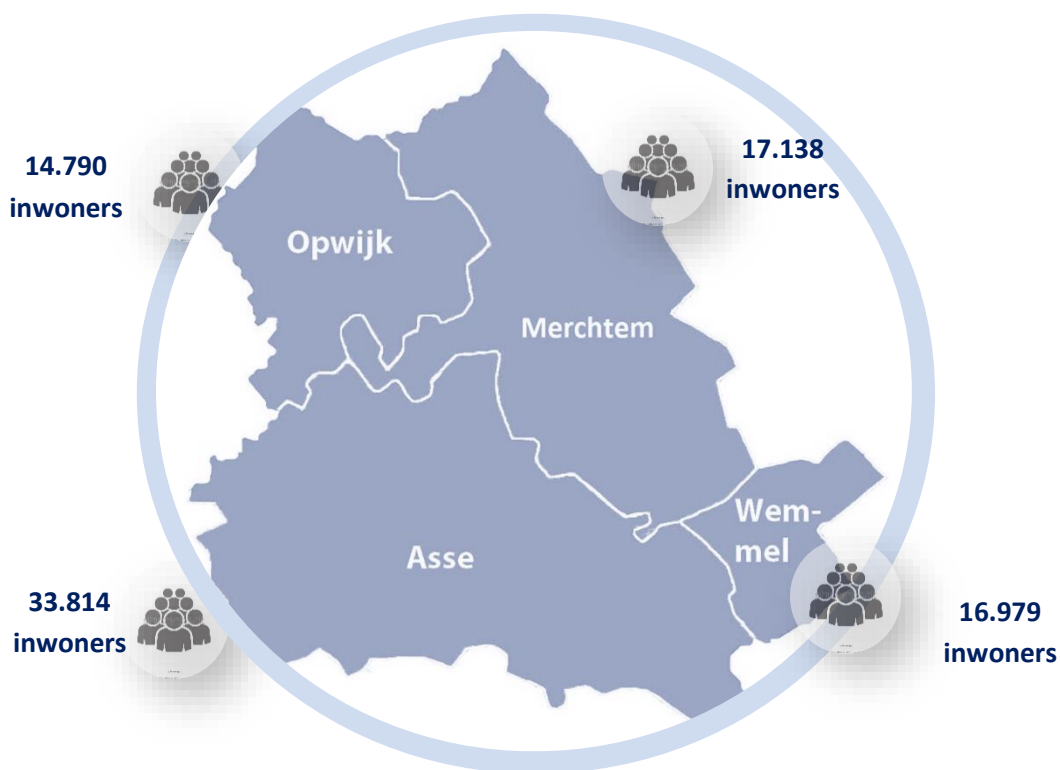 14.790
inwoners
17.138
inwoners
Opwijk
Merchtem
Wem-
mel
Asse
33.814
inwoners
16.979
inwoners